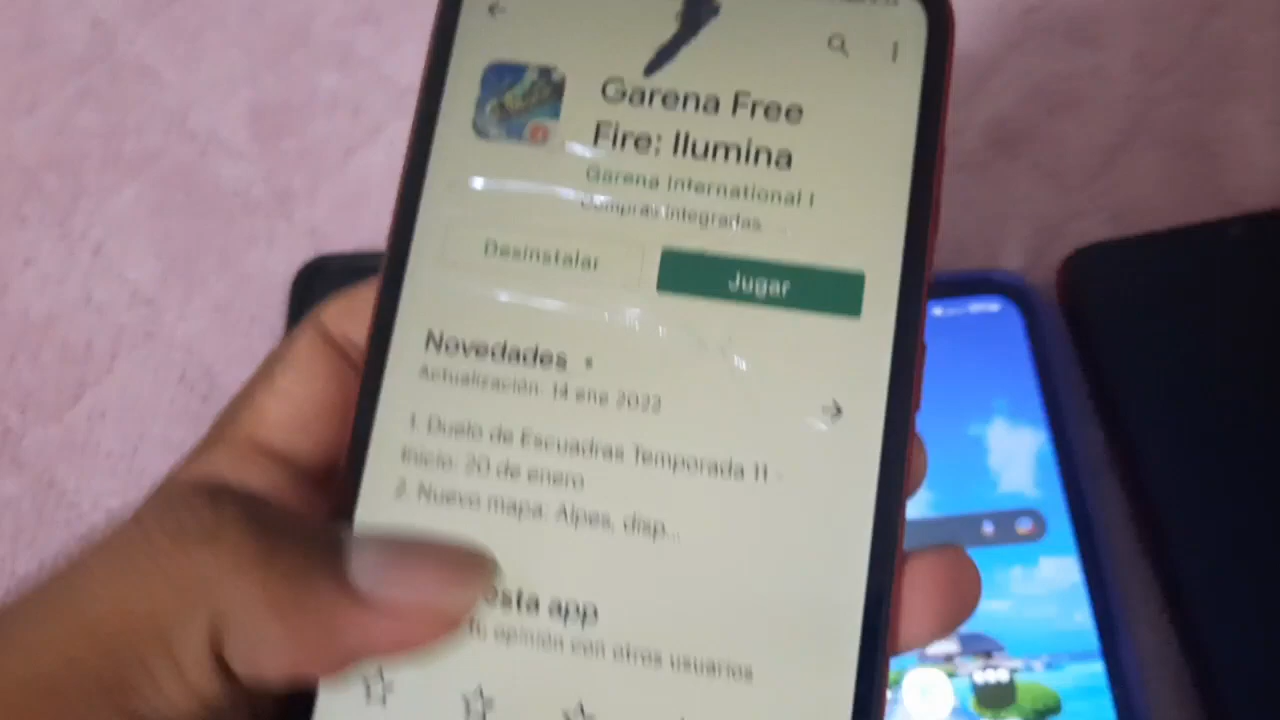 Garena Free
Fire: Ilumina
Garena International I
Compras integradas
Desinstalar
Jugar
Novedades •
Actualización: 14 ene 2022
1. Duelo de Escuadras Temporada 11 -
Inicio: 20 de enero
2. Nuevo mapa: Alpes, disp...
esta app
tu opinión con otros usuarios